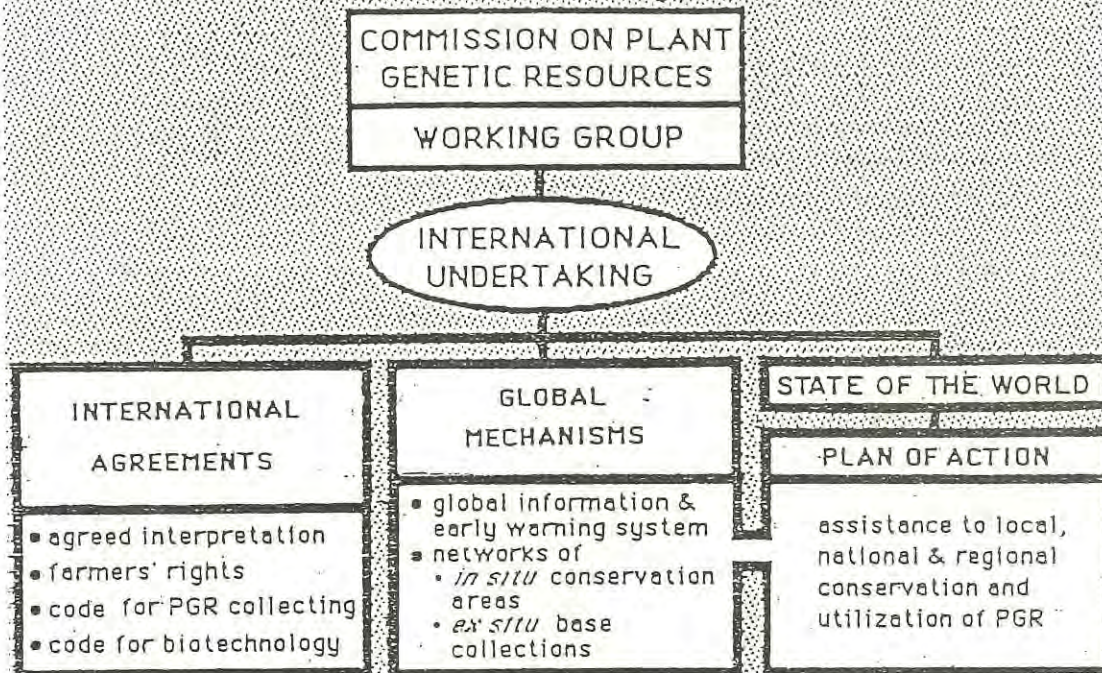 COMMISSION ON PLANT
GENETIC RESOURCES
WORKING GROUP
INTERNATIONAL
UNDERTAKING
INTERNATIONAL
AGREEMENTS
• agreed interpretation
• farmers' rights
• code for PGR collecting
• code for biotechnology
GLOBAL
MECHANISMS
• global information &
early warning system
• networks of
• in situ conservation
areas
• ex situ base
collections
STATE OF THE WORLD
PLAN OF ACTION
assistance to local,
national & regional
conservation and
utilization of PGR